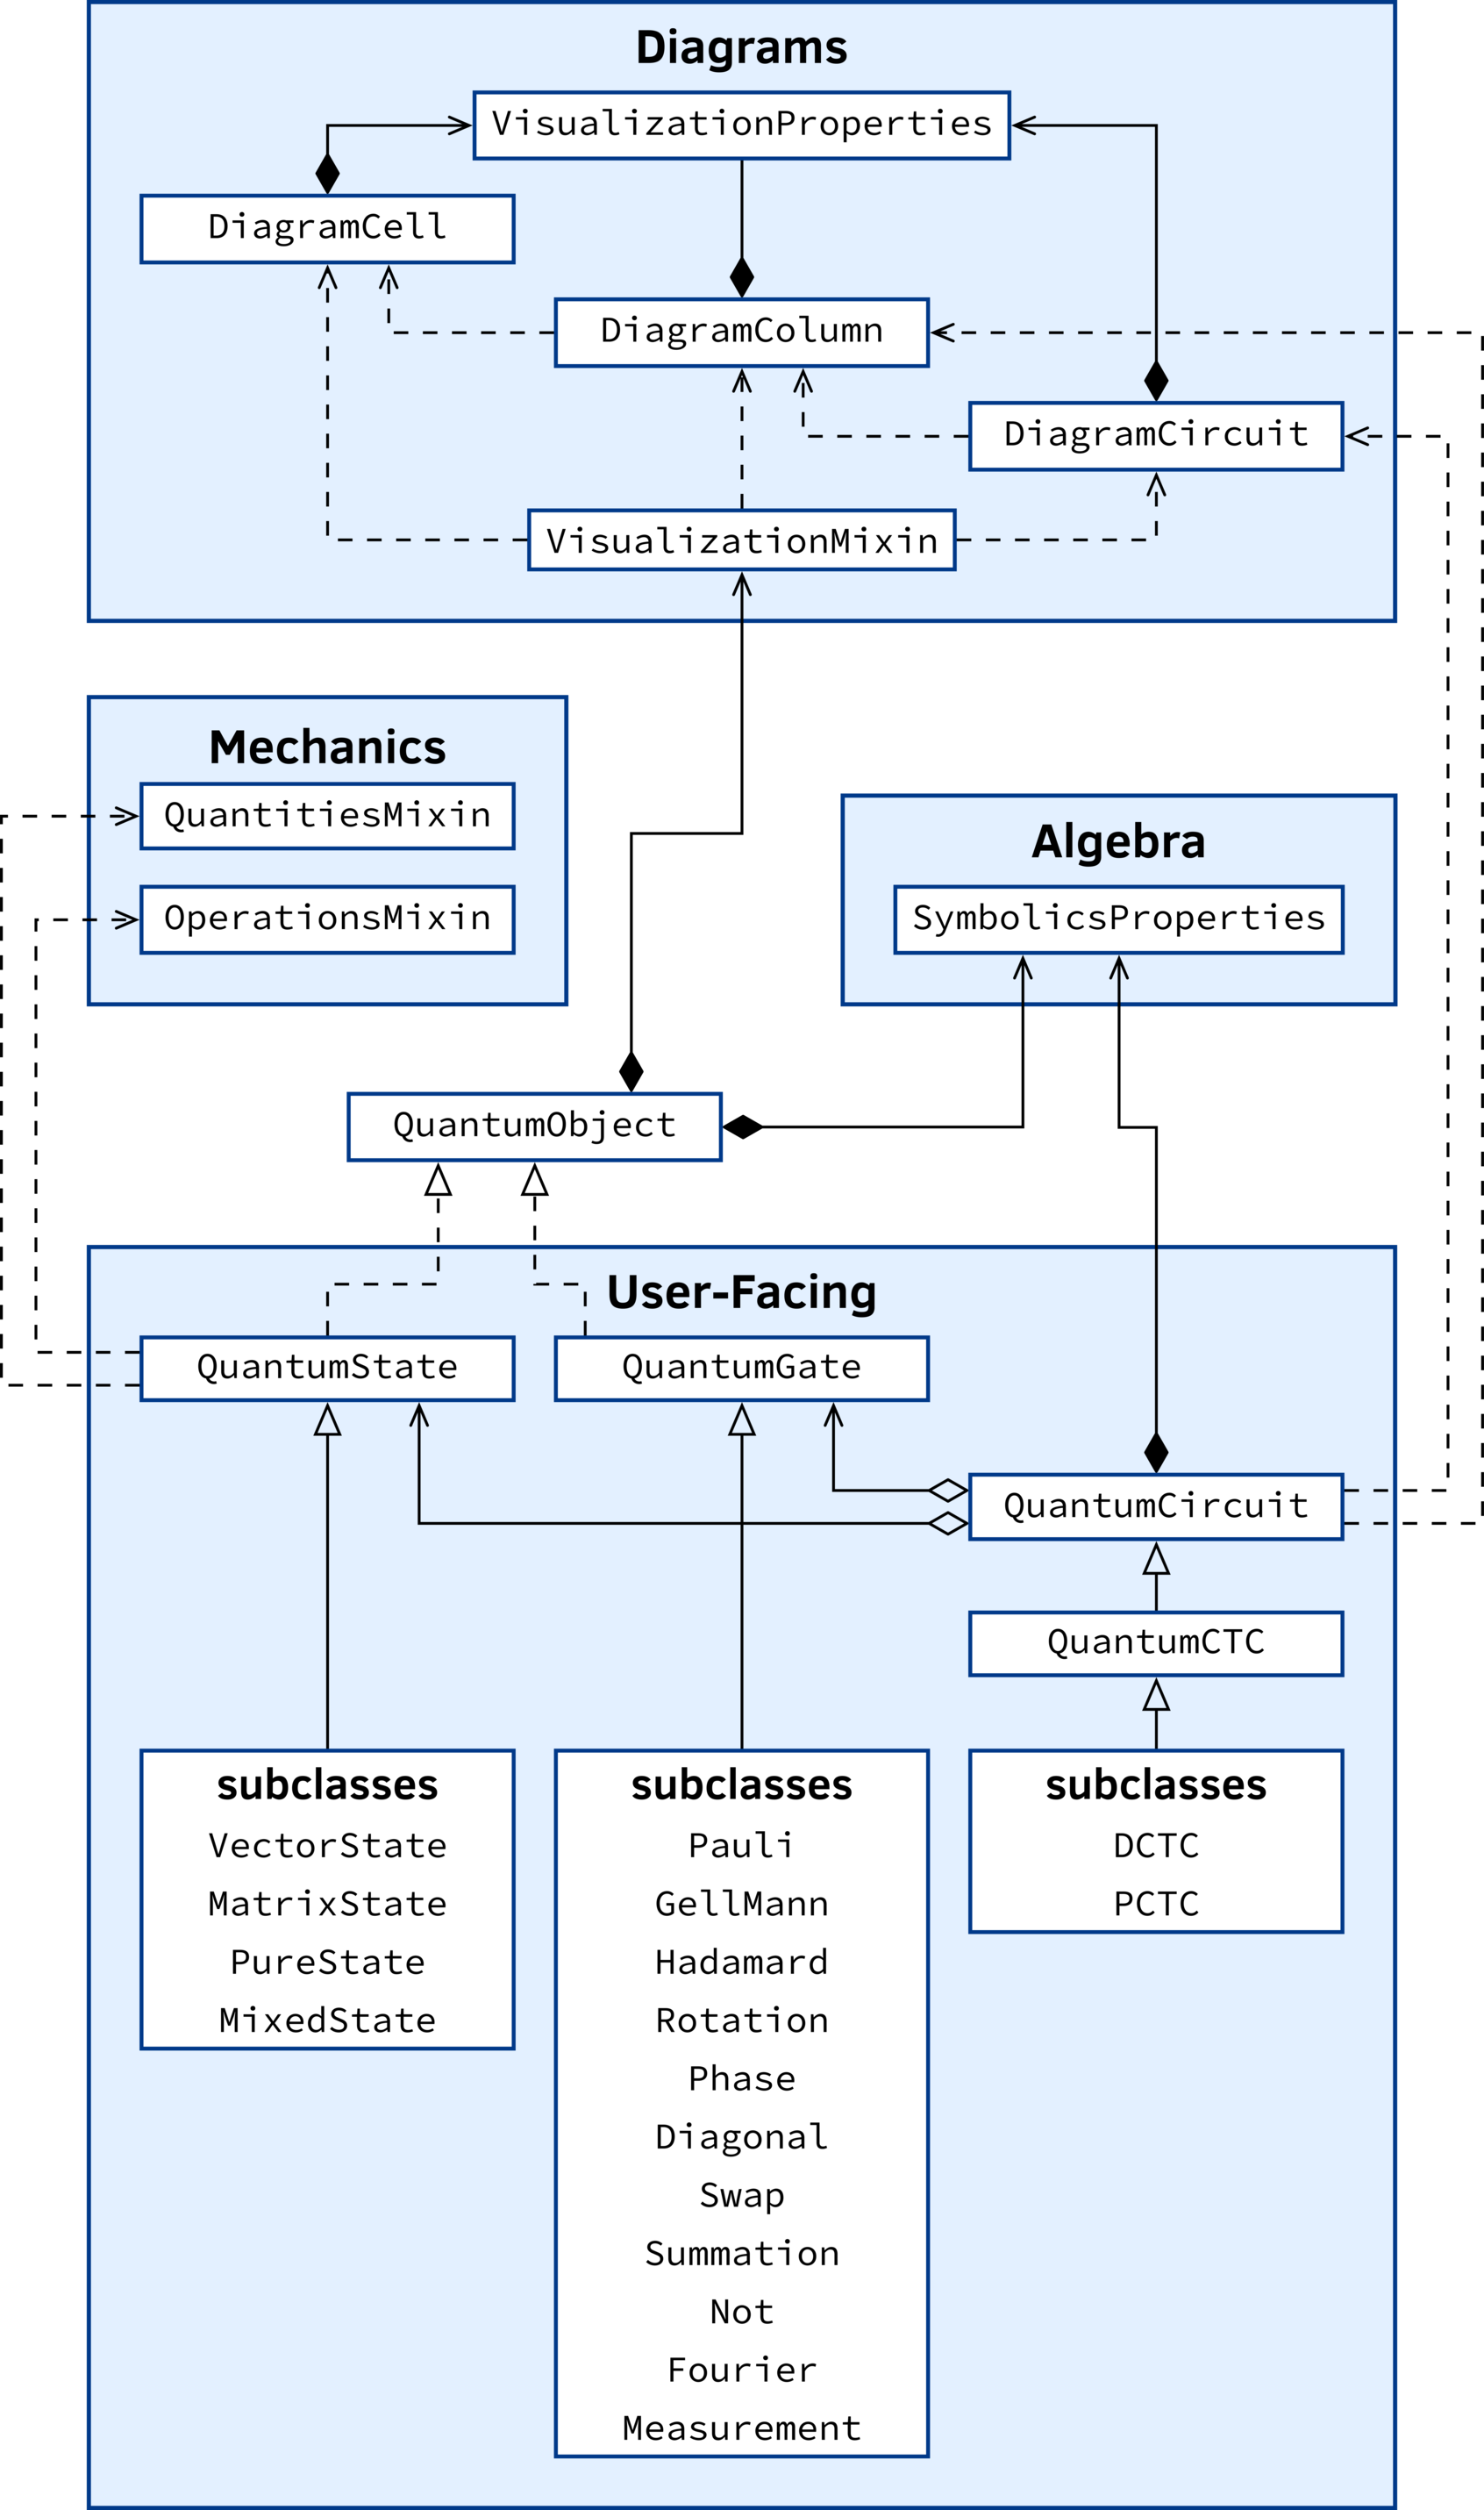 Diagrams
VisualizationProperties
DiagramCell
DiagramColumn
DiagramCircuit
VisualizationMixin
Mechanics
QuantitiesMixin
OperationsMixin
Algebra
SymbolicsProperties
QuantumObject
User-Facing
QuantumState
QuantumGate
QuantumCircuit
QuantumCTC
subclasses
VectorState
MatrixState
PureState
MixedState
subclasses
Pauli
GellMann
Hadamard
Rotation
Phase
Diagonal
Swap
Summation
Not
Fourier
Measurement
subclasses
DCTC
PCTC